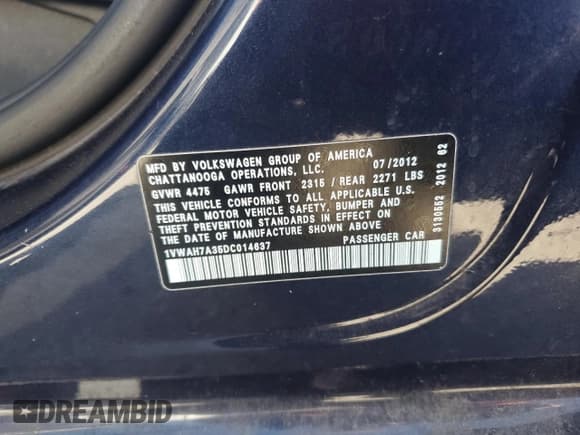 MFD BY VOLKSWAGEN GROUP OF AMERICA
CHATTANOOGA OPERATIONS, LLC. 07/2012
GVWR 4475 GAWR FRONT 2315 / REAR 2271 LBS
THIS VEHICLE CONFORMS TO ALL APPLICABLE U.S.
FEDERAL MOTOR VEHICLE SAFETY, BUMPER AND
THEFT PREVENTION STANDARDS IN EFFECT ON
THE DATE OF MANUFACTURE SHOWN ABOVE
1VWAH7A35DC014637 PASSENGER CAR
3130552 2012 62
DREAMBID